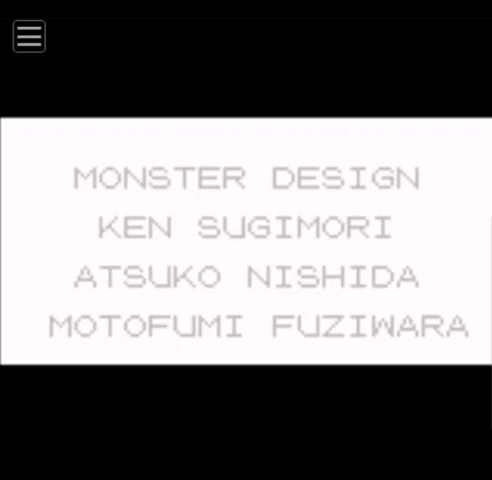 MONSTER DESIGN
KEN SUGIMORI
ATSUKO NISHIDA
MOTOFUMI FUZIWARA